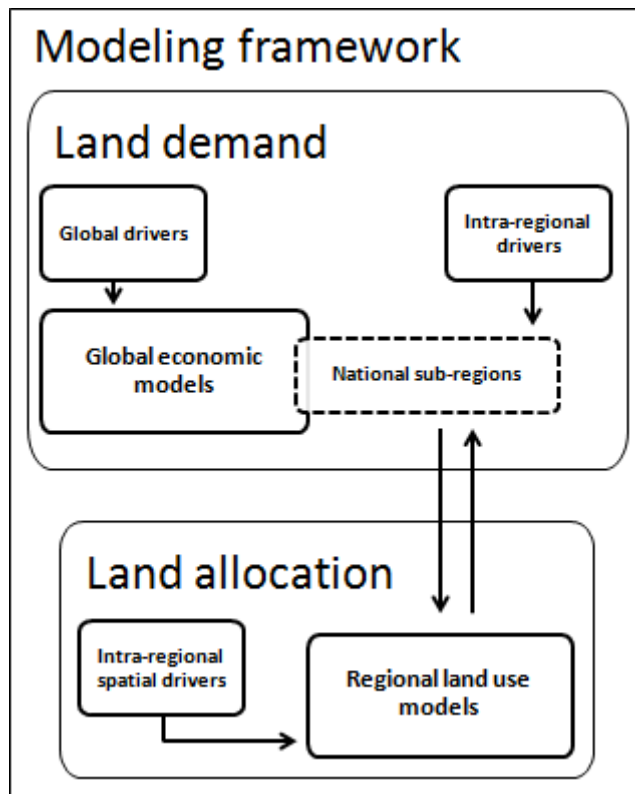 Modeling framework
Land demand
Global drivers
Intra-regional
drivers
Global economic
models
National sub-regions
Land allocation
Intra-regional
spatial drivers
Regional land use
models